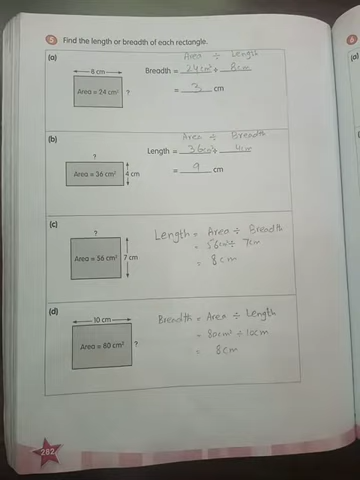 5 Find the length or breadth of each rectangle.
(a)
Area ÷ Length
8 cm
Breadth = 24cm² ÷ 8cm
Area = 24 cm² ?
= 3 cm
(b)
Area ÷ Breadth
?
Length = 36cm² ÷ 4cm
Area = 36 cm² 4 cm
= 9 cm
(c)
?
Length = Area ÷ Breadth
= 56cm² ÷ 7cm
Area = 56 cm² 7 cm
= 8cm
(d)
10 cm
Breadth = Area ÷ Length
= 80cm² ÷ 10cm
Area = 80 cm² ?
= 8cm
282
6
(a)